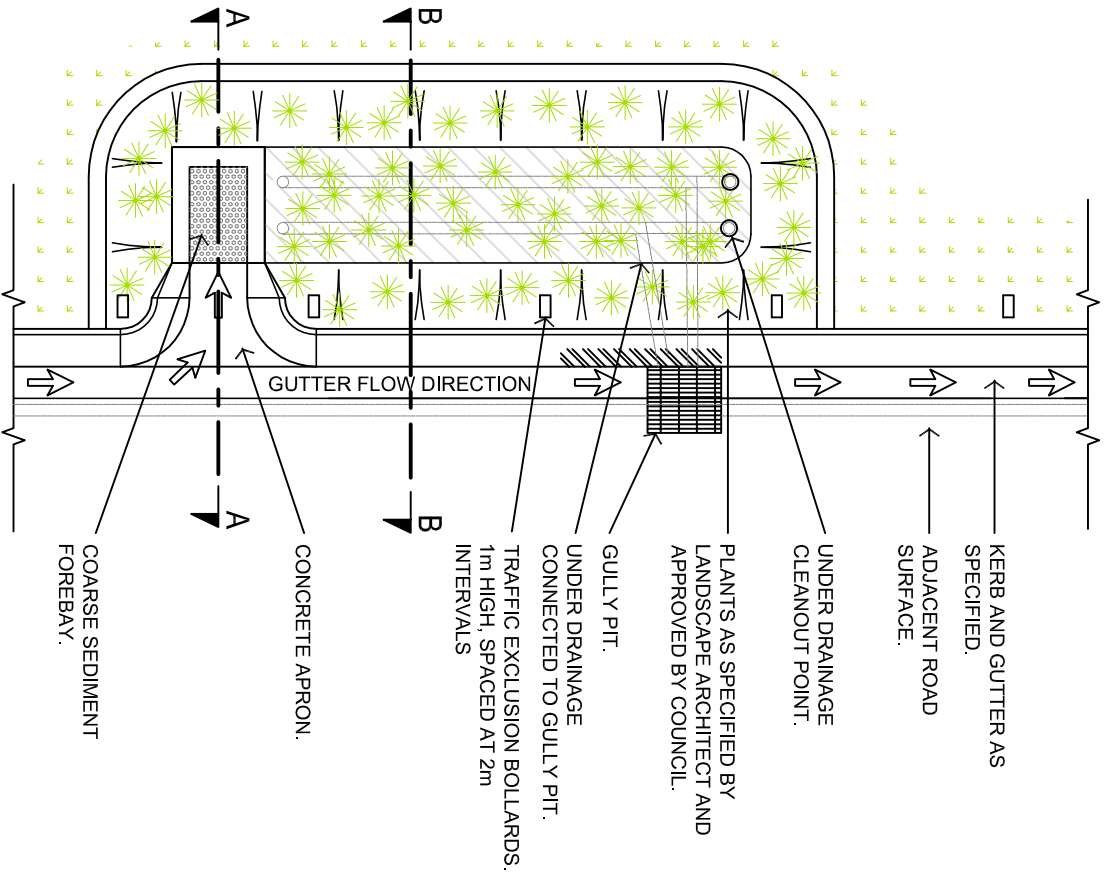 A
B
GUTTER FLOW DIRECTION
A
B
KERB AND GUTTER AS
SPECIFIED.
ADJACENT ROAD
SURFACE.
UNDER DRAINAGE
CLEANOUT POINT.
PLANTS AS SPECIFIED BY
LANDSCAPE ARCHITECT AND
APPROVED BY COUNCIL.
GULLY PIT.
UNDER DRAINAGE
CONNECTED TO GULLY PIT.
TRAFFIC EXCLUSION BOLLARDS.
1m HIGH, SPACED AT 2m
INTERVALS
CONCRETE APRON.
COARSE SEDIMENT
FOREBAY.